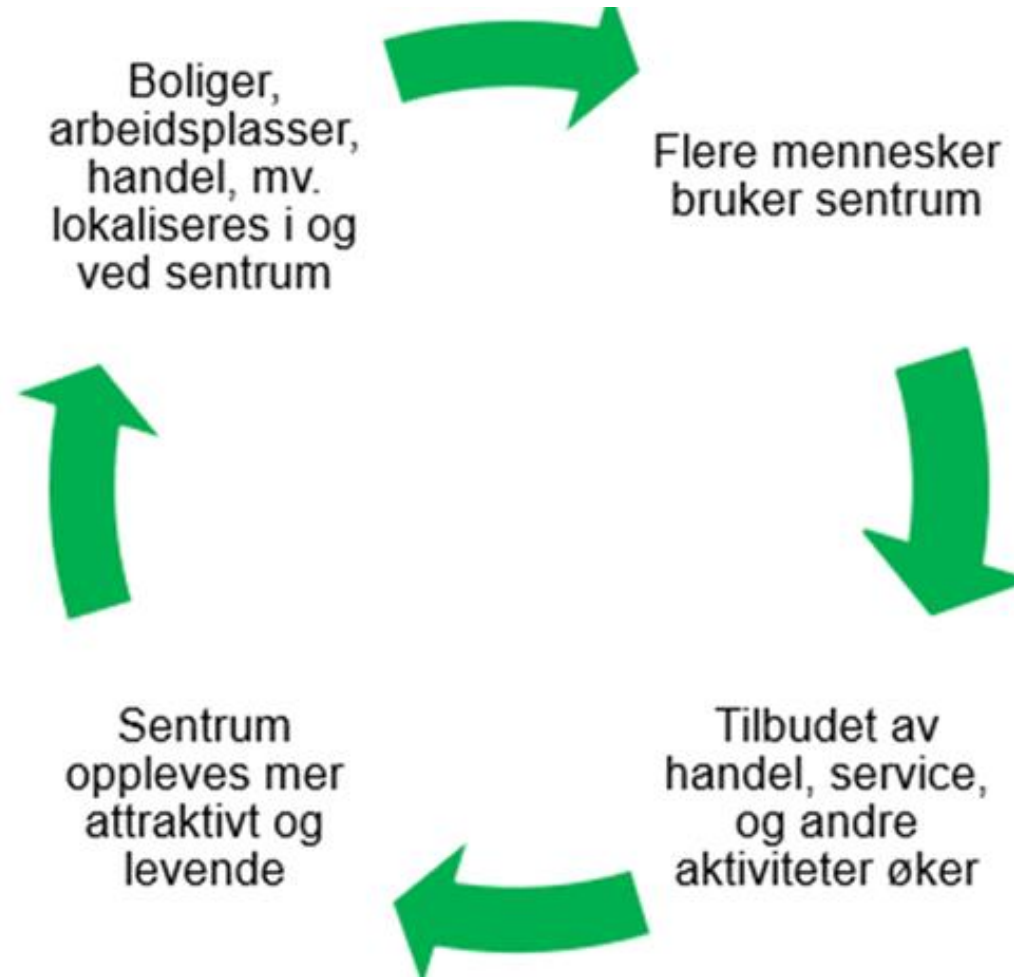 Boliger,
arbeidsplasser,
handel, mv.
lokaliseres i og
ved sentrum
Flere mennesker
bruker sentrum
Tilbudet av
handel, service,
og andre
aktiviteter øker
Sentrum
oppleves mer
attraktivt og
levende